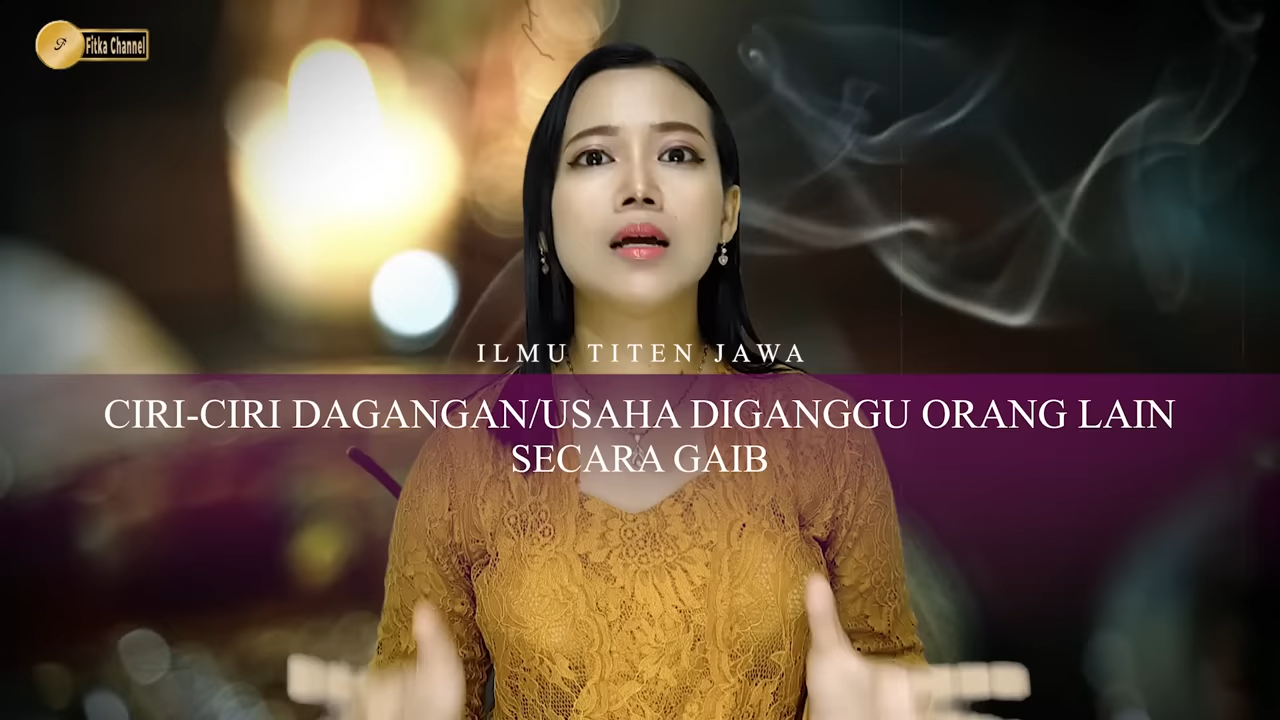 Fitka Channel
ILMU TITEN JAWA
CIRI-CIRI DAGANGAN/USAHA DIGANGGU ORANG LAIN
SECARA GAIB